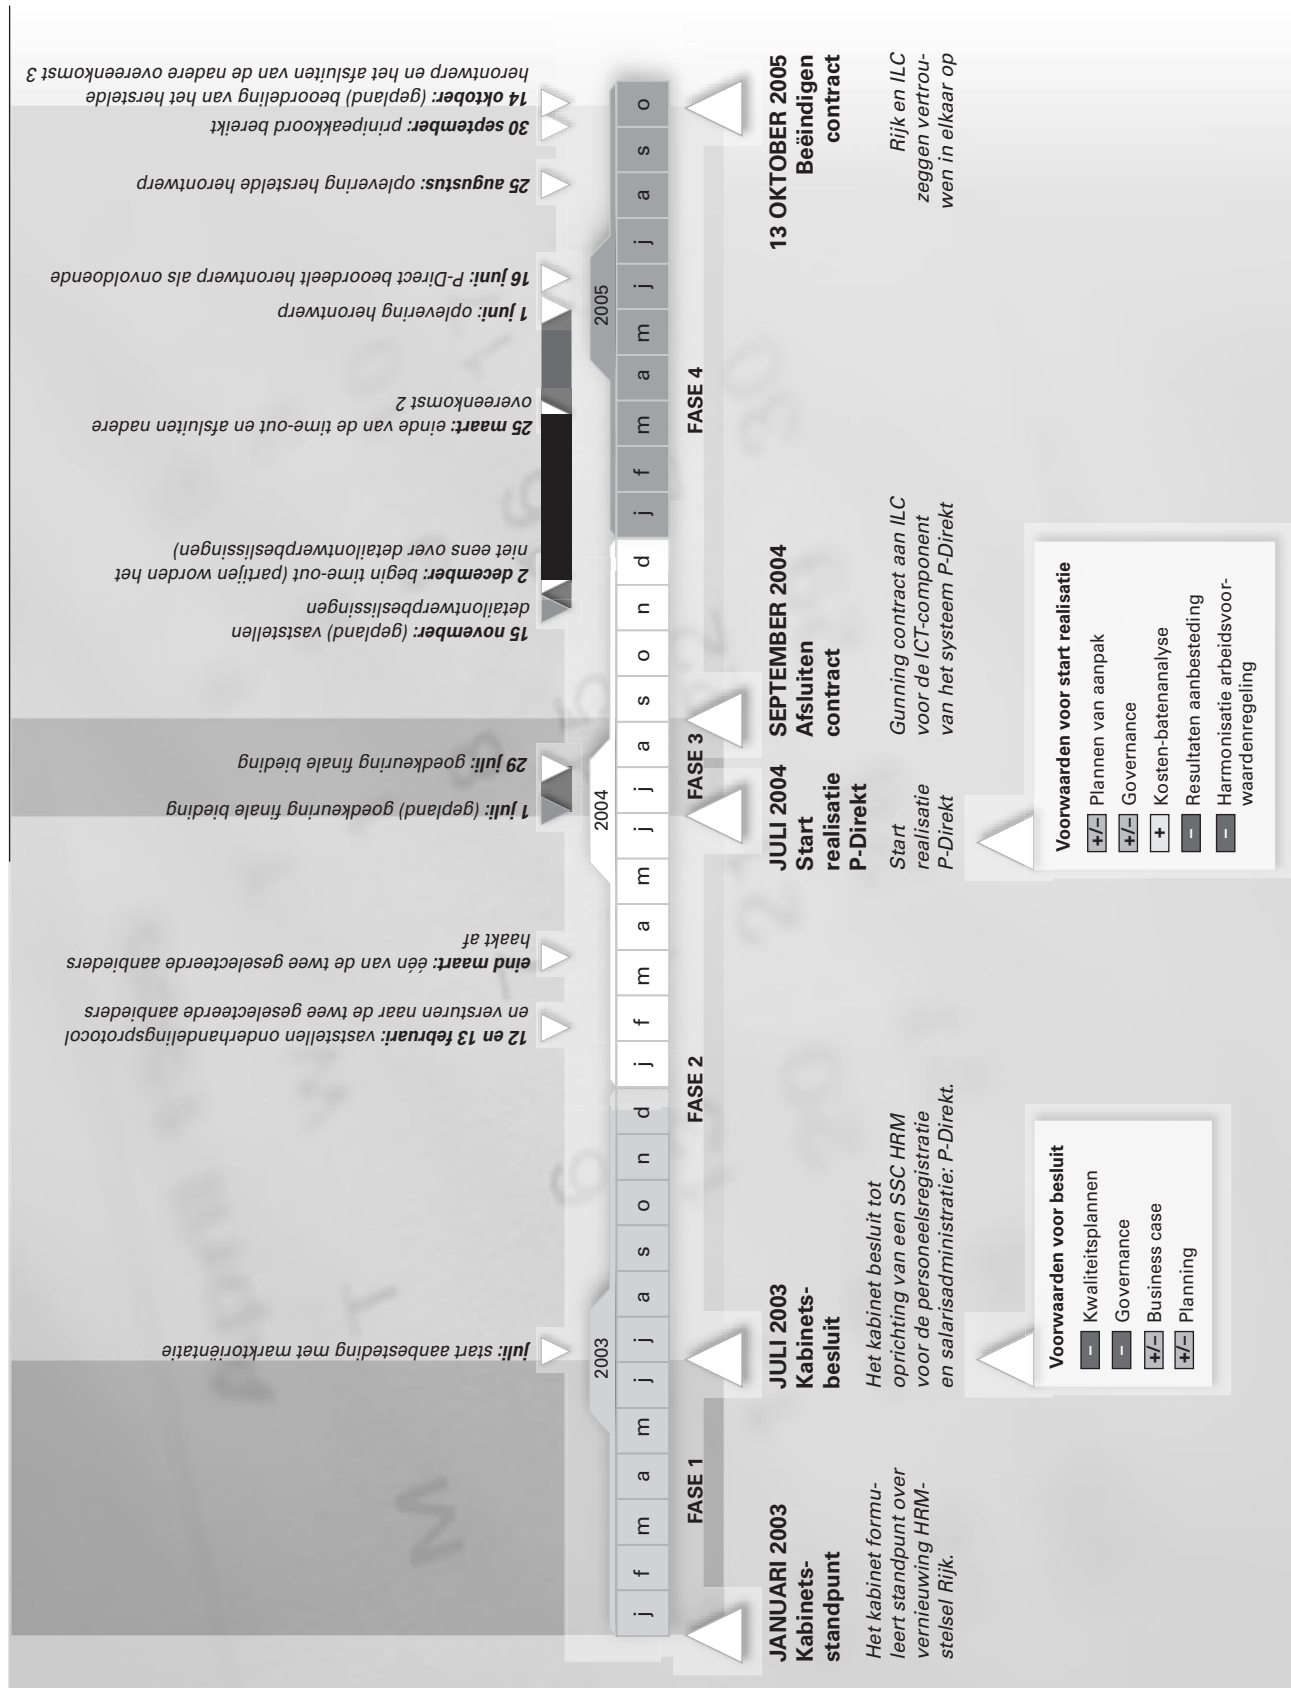 juli: start aanbesteding met marktoriëntatie
12 en 13 februari: vaststellen onderhandelingsprotocol
en versturen naar de twee geselecteerde aanbieders
eind maart: één van de twee geselecteerde aanbieders
haakt af
1 juli: (gepland) goedkeuring finale bieding
29 juli: goedkeuring finale bieding
15 november: (gepland) vaststellen
detailontwerpbeslissingen
2 december: begin time-out (partijen worden het
niet eens over detailontwerpbeslissingen)
25 maart: einde van de time-out en afsluiten nadere
overeenkomst 2
1 juni: oplevering herontwerp
16 juni: P-Direct beoordeelt herontwerp als onvoldoende
25 augustus: oplevering herstelde herontwerp
30 september: prinipeakkoord bereikt
14 oktober: (gepland) beoordeling van het herstelde
herontwerp en het afsluiten van de nadere overeenkomst 3
2003
2004
2005
j f m a m j j a s o n d j f m a m j j a s o n d j f m a m j j a s o
FASE 1
FASE 2
FASE 3
FASE 4
JANUARI 2003
Kabinets-
standpunt
Het kabinet formu-
leert standpunt over
vernieuwing HRM-
stelsel Rijk.
JULI 2003
Kabinets-
besluit
Het kabinet besluit tot
oprichting van een SSC HRM
voor de personeelsregistratie
en salarisadministratie: P-Direkt.
Voorwaarden voor besluit
– Kwaliteitsplannen
– Governance
+/– Business case
+/– Planning
JULI 2004
Start
realisatie
P-Direkt
Start
realisatie
P-Direkt
Voorwaarden voor start realisatie
+/– Plannen van aanpak
+/– Governance
+ Kosten-batenanalyse
– Resultaten aanbesteding
– Harmonisatie arbeidsvoor-
waardenregeling
SEPTEMBER 2004
Afsluiten
contract
Gunning contract aan ILC
voor de ICT-component
van het systeem P-Direkt
13 OKTOBER 2005
Beëindigen
contract
Rijk en ILC
zeggen vertrou-
wen in elkaar op